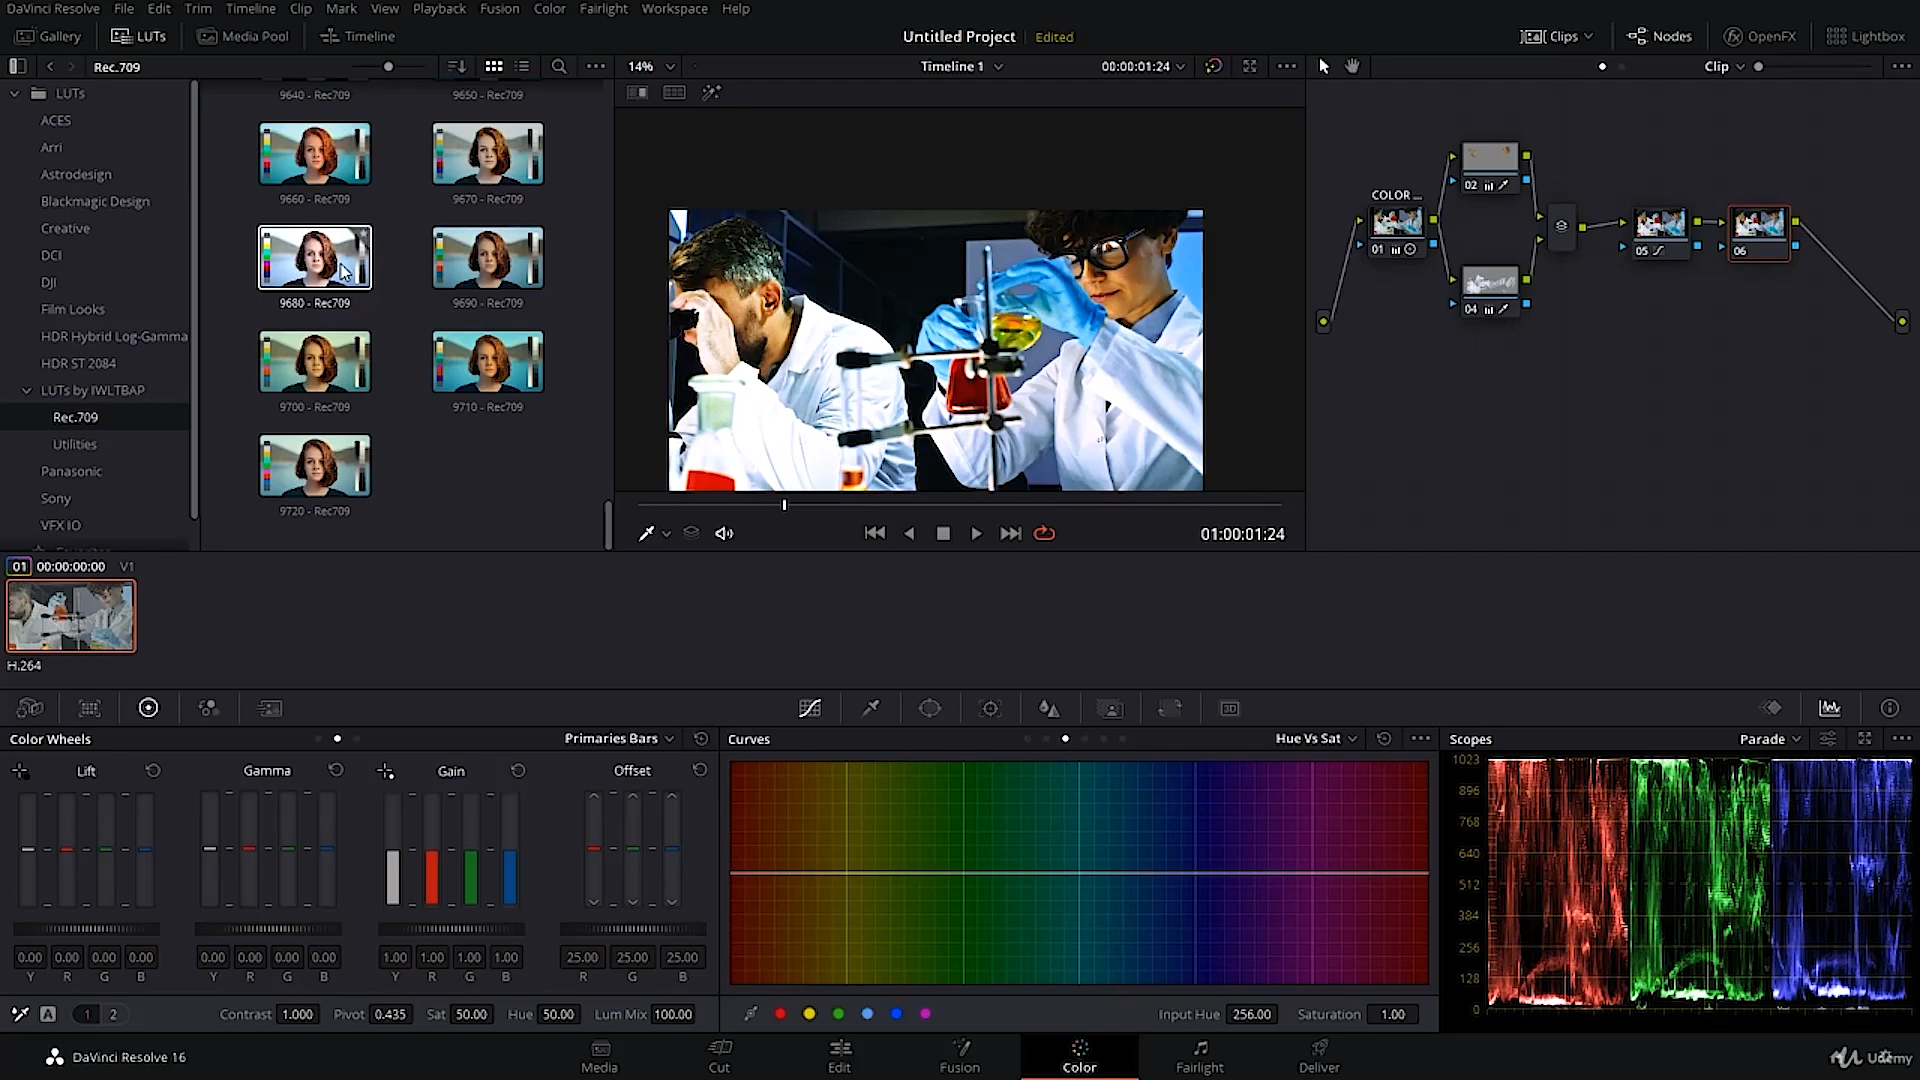 DaVinci Resolve File Edit Trim Timeline Clip Mark View Playback Fusion Color Fairlight Workspace Help
Gallery LUTs Media Pool Timeline Untitled Project Edited Clips Nodes OpenFX Lightbox
Rec.709 14% Timeline 1 00:00:01:24 Clip
LUTs
ACES
Arri
Astrodesign
Blackmagic Design
Creative
DCI
DJI
Film Looks
HDR Hybrid Log-Gamma
HDR ST 2084
LUTs by IWLTBAP
Rec.709
Utilities
Panasonic
Sony
VFX IO
9640 - Rec709 9650 - Rec709
9660 - Rec709 9670 - Rec709
9680 - Rec709 9690 - Rec709
9700 - Rec709 9710 - Rec709
9720 - Rec709
01:00:01:24
COLOR ...
01
02
04
05
06
01 00:00:00:00 V1
H.264
Color Wheels Primaries Bars
Lift Gamma Gain Offset
0.00 0.00 0.00 0.00 0.00 0.00 0.00 0.00 1.00 1.00 1.00 1.00 25.00 25.00 25.00
Y R G B Y R G B Y R G B R G B
A 1 2 Contrast 1.000 Pivot 0.435 Sat 50.00 Hue 50.00 Lum Mix 100.00
Curves Hue Vs Sat
Input Hue 256.00 Saturation 1.00
Scopes Parade
1023
896
768
640
512
384
256
128
0
3D
DaVinci Resolve 16 Media Cut Edit Fusion Color Fairlight Deliver
Udemy